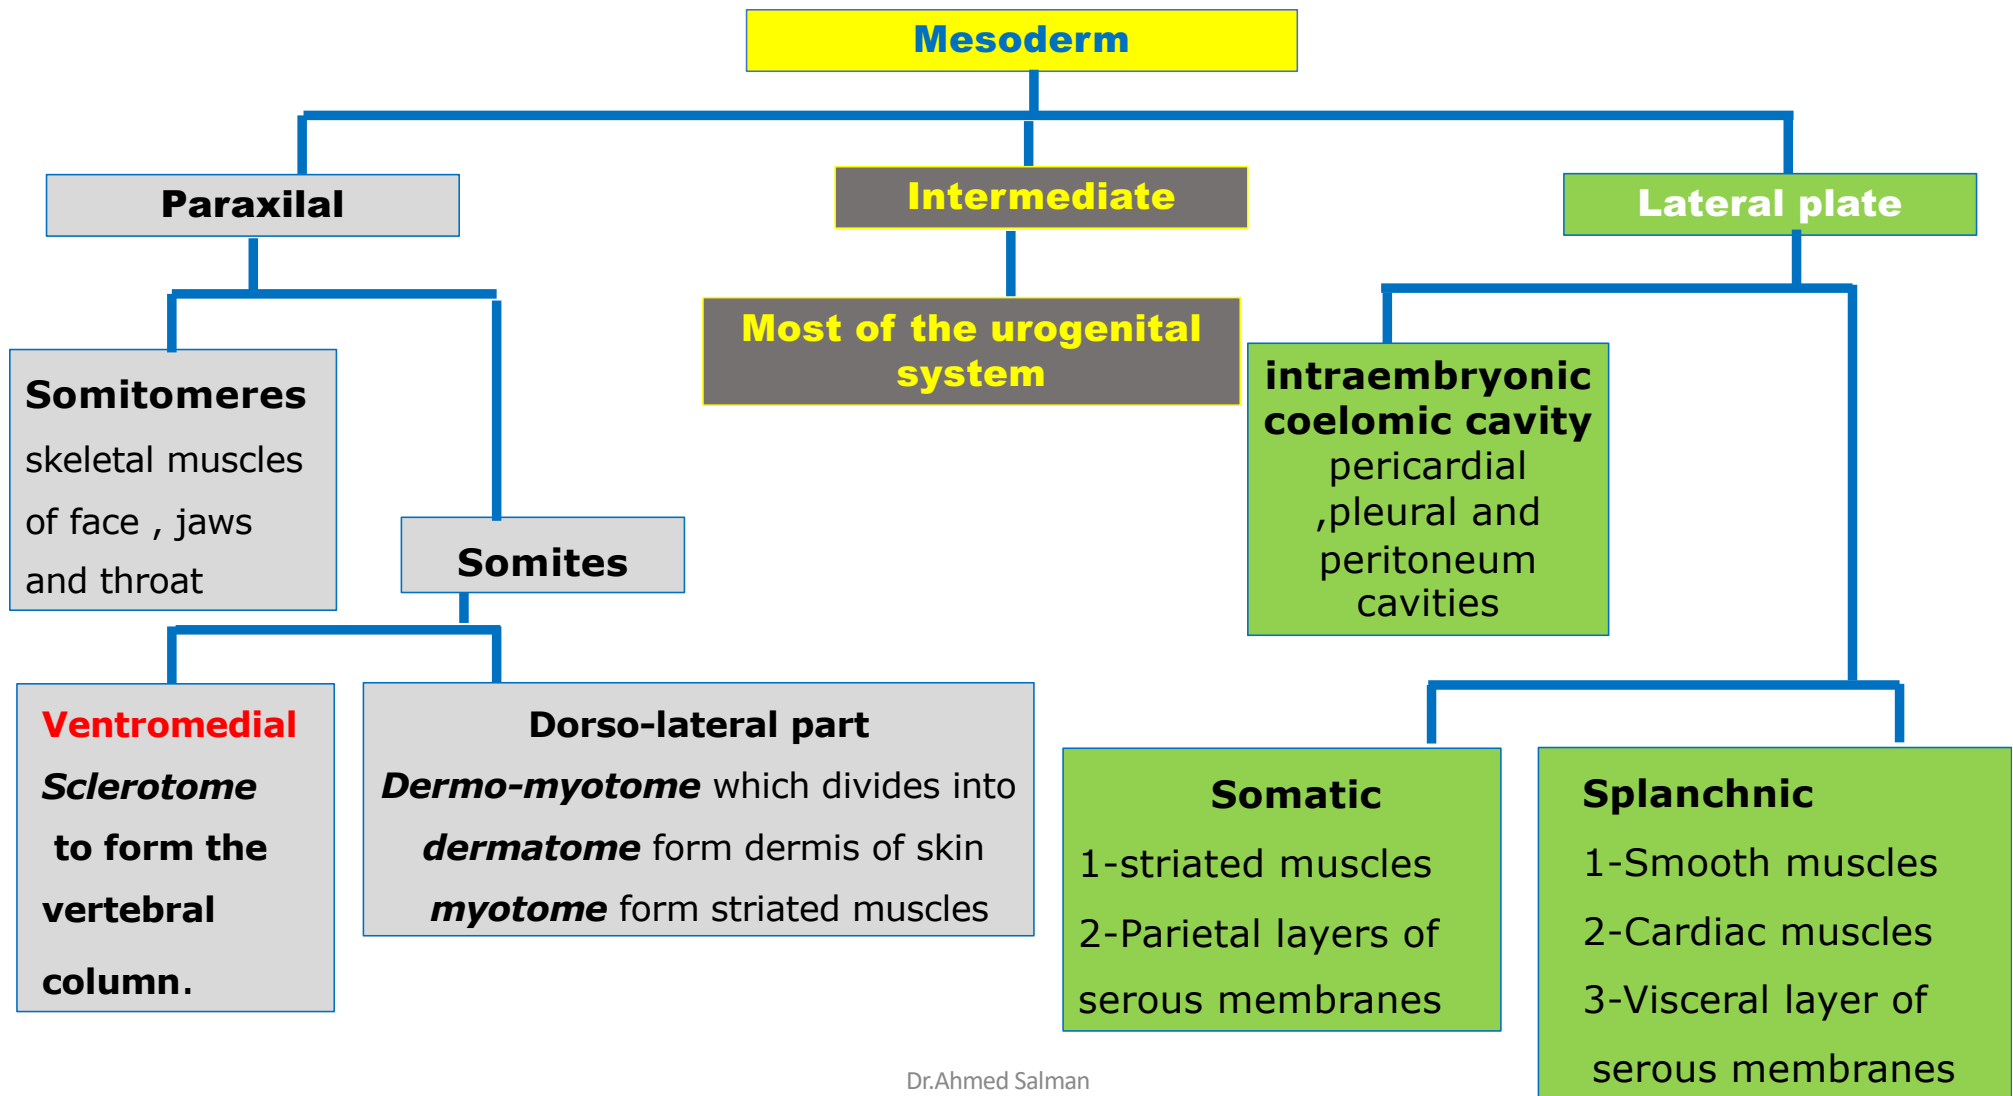 Mesoderm
Paraxilal
Intermediate
Lateral plate
Most of the urogenital
system
Somitomeres
skeletal muscles
of face , jaws
and throat
Somites
intraembryonic
coelomic cavity
pericardial
,pleural and
peritoneum
cavities
Ventromedial
Sclerotome
to form the
vertebral
column.
Dorso-lateral part
Dermo-myotome which divides into
dermatome form dermis of skin
myotome form striated muscles
Somatic
1-striated muscles
2-Parietal layers of
serous membranes
Splanchnic
1-Smooth muscles
2-Cardiac muscles
3-Visceral layer of
serous membranes
Dr.Ahmed Salman